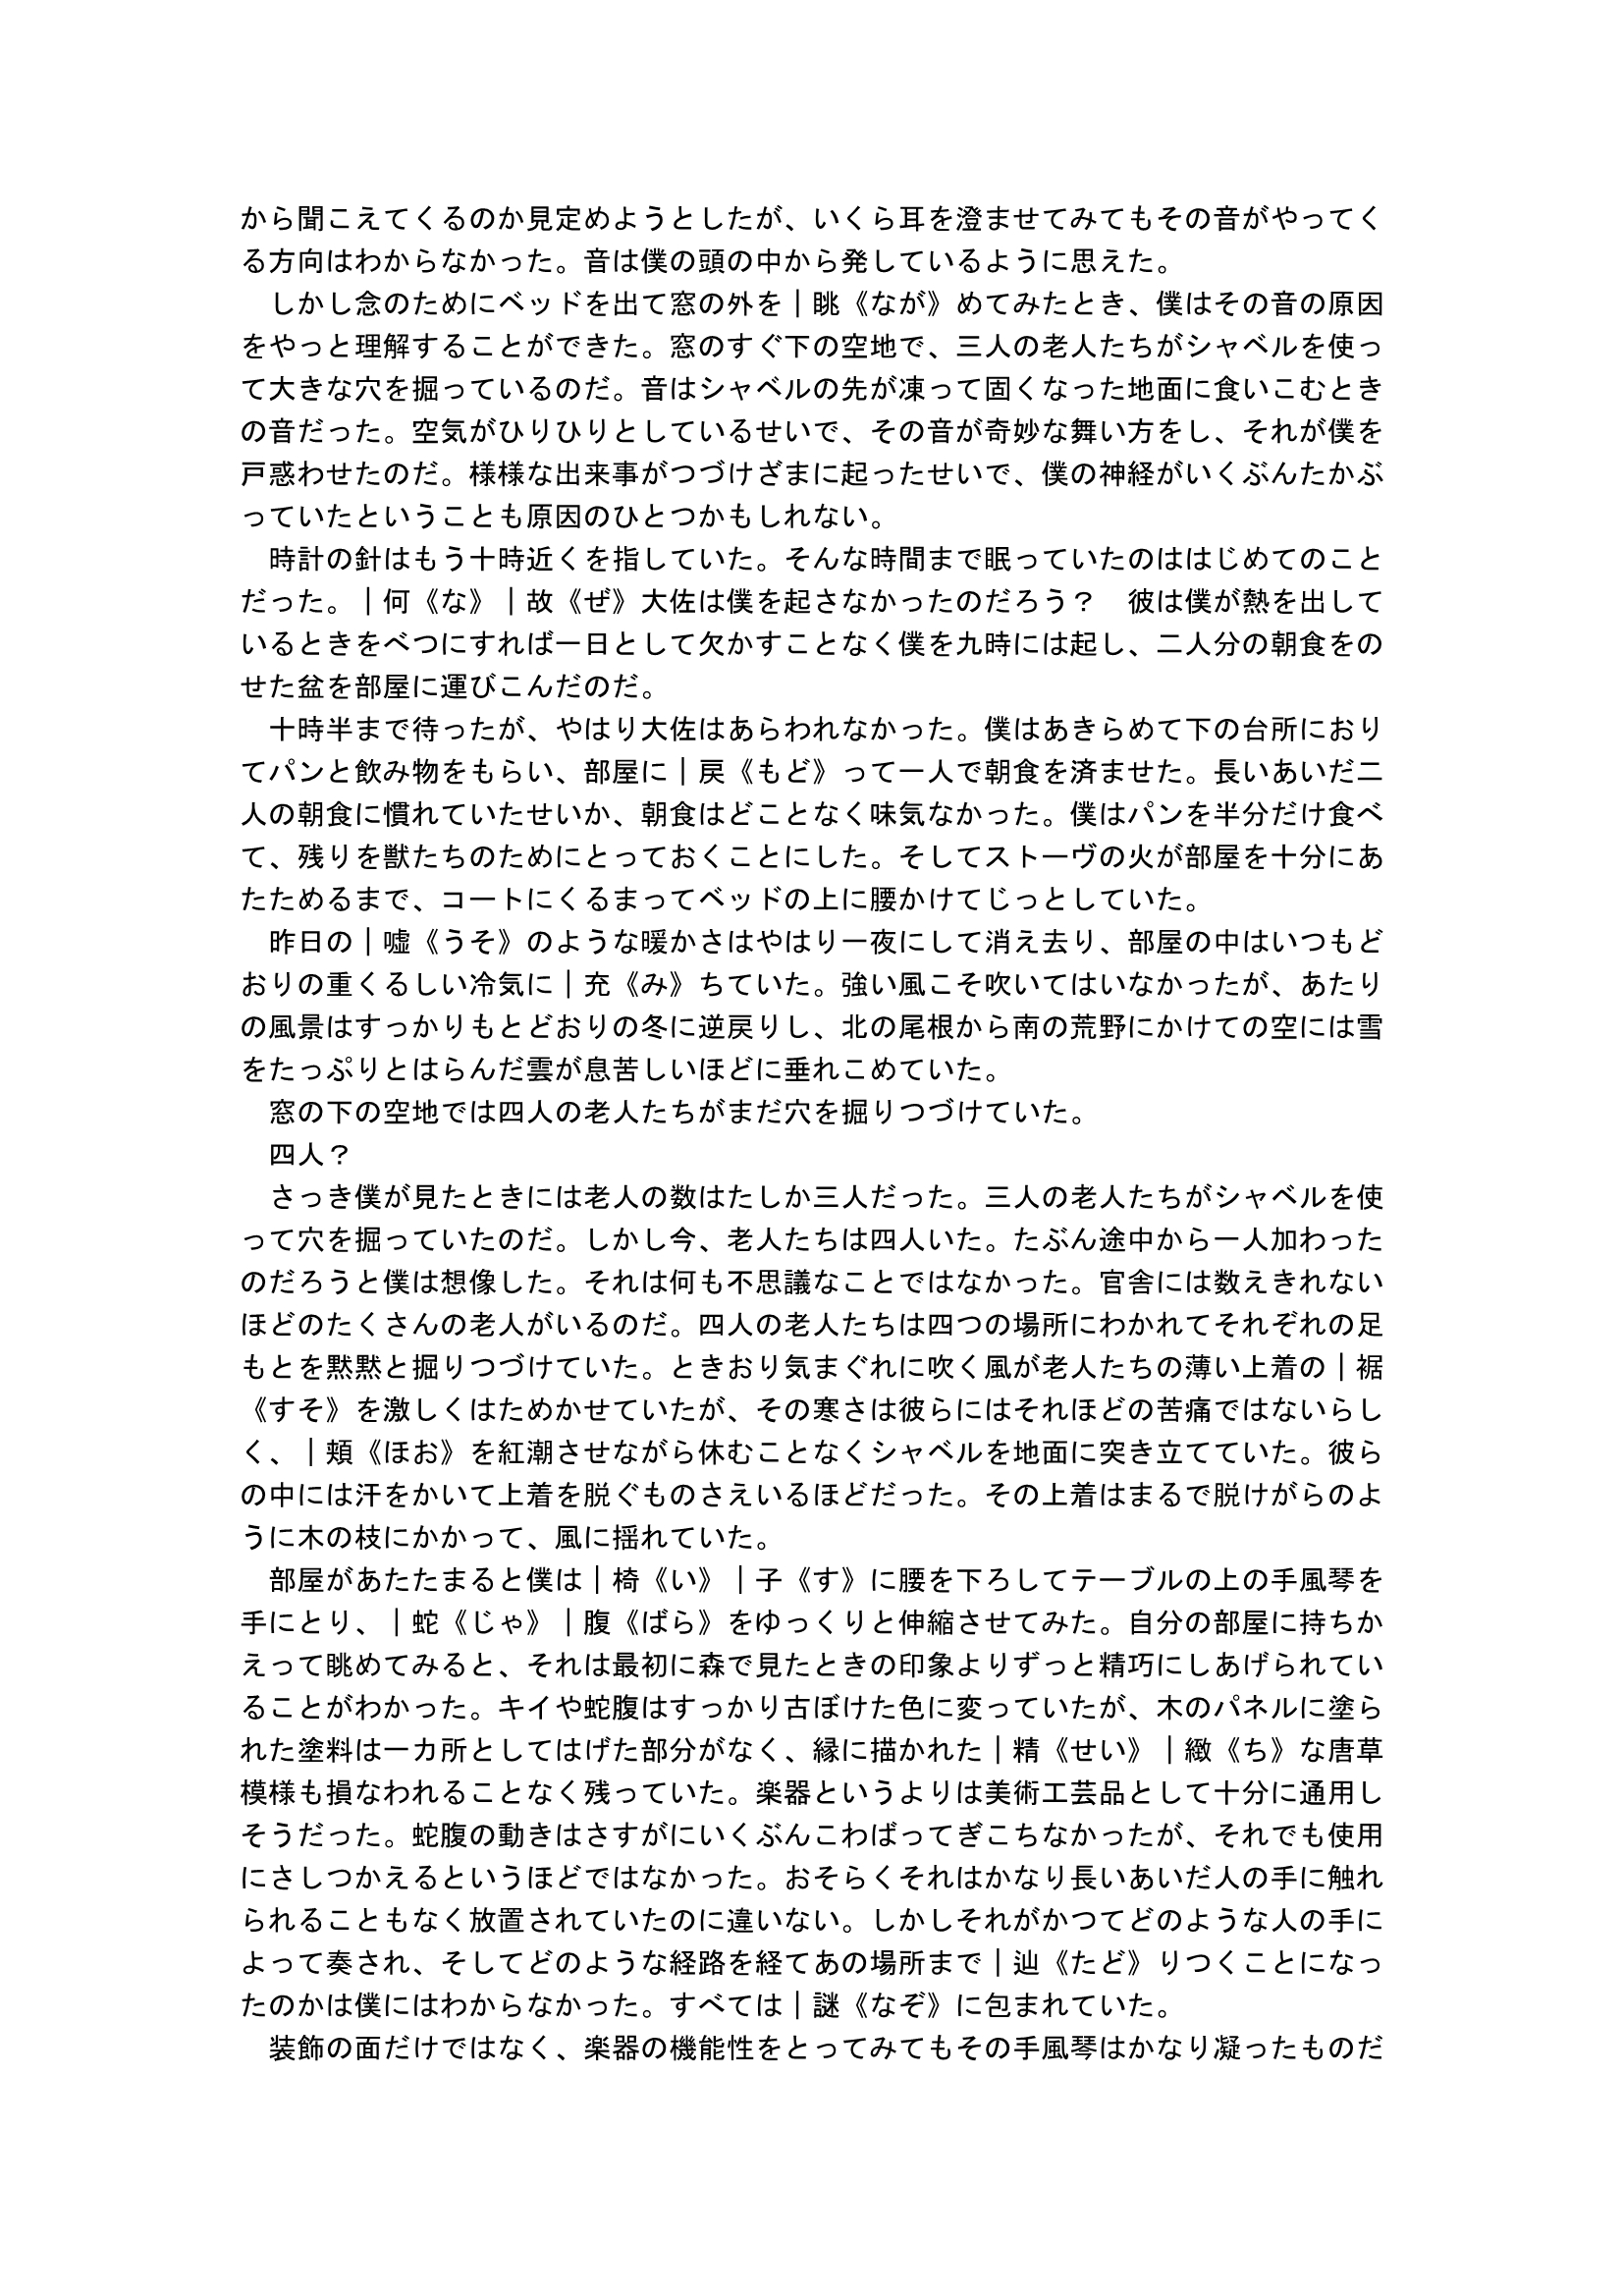 から聞こえてくるのか見定めようとしたが、いくら耳を澄ませてみてもその音がやってく
る方向はわからなかった。音は僕の頭の中から発しているように思えた。
　しかし念のためにベッドを出て窓の外を｜眺《なが》めてみたとき、僕はその音の原因
をやっと理解することができた。窓のすぐ下の空地で、三人の老人たちがシャベルを使っ
て大きな穴を掘っているのだ。音はシャベルの先が凍って固くなった地面に食いこむとき
の音だった。空気がひりひりとしているせいで、その音が奇妙な舞い方をし、それが僕を
戸惑わせたのだ。様様な出来事がつづけざまに起ったせいで、僕の神経がいくぶんたかぶ
っていたということも原因のひとつかもしれない。
　時計の針はもう十時近くを指していた。そんな時間まで眠っていたのははじめてのこと
だった。｜何《な》｜故《ぜ》大佐は僕を起さなかったのだろう？　彼は僕が熱を出して
いるときをべつにすれば一日として欠かすことなく僕を九時には起し、二人分の朝食をの
せた盆を部屋に運びこんだのだ。
　十時半まで待ったが、やはり大佐はあらわれなかった。僕はあきらめて下の台所におり
てパンと飲み物をもらい、部屋に｜戻《もど》って一人で朝食を済ませた。長いあいだ二
人の朝食に慣れていたせいか、朝食はどことなく味気なかった。僕はパンを半分だけ食べ
て、残りを獣たちのためにとっておくことにした。そしてストーヴの火が部屋を十分にあ
たためるまで、コートにくるまってベッドの上に腰かけてじっとしていた。
　昨日の｜嘘《うそ》のような暖かさはやはり一夜にして消え去り、部屋の中はいつもど
おりの重くるしい冷気に｜充《み》ちていた。強い風こそ吹いてはいなかったが、あたり
の風景はすっかりもとどおりの冬に逆戻りし、北の尾根から南の荒野にかけての空には雪
をたっぷりとはらんだ雲が息苦しいほどに垂れこめていた。
　窓の下の空地では四人の老人たちがまだ穴を掘りつづけていた。
　四人？
　さっき僕が見たときには老人の数はたしか三人だった。三人の老人たちがシャベルを使
って穴を掘っていたのだ。しかし今、老人たちは四人いた。たぶん途中から一人加わった
のだろうと僕は想像した。それは何も不思議なことではなかった。官舎には数えきれない
ほどのたくさんの老人がいるのだ。四人の老人たちは四つの場所にわかれてそれぞれの足
もとを黙黙と掘りつづけていた。ときおり気まぐれに吹く風が老人たちの薄い上着の｜裾
《すそ》を激しくはためかせていたが、その寒さは彼らにはそれほどの苦痛ではないらし
く、｜頬《ほお》を紅潮させながら休むことなくシャベルを地面に突き立てていた。彼ら
の中には汗をかいて上着を脱ぐものさえいるほどだった。その上着はまるで脱けがらのよ
うに木の枝にかかって、風に揺れていた。
　部屋があたたまると僕は｜椅《い》｜子《す》に腰を下ろしてテーブルの上の手風琴を
手にとり、｜蛇《じゃ》｜腹《ばら》をゆっくりと伸縮させてみた。自分の部屋に持ちか
えって眺めてみると、それは最初に森で見たときの印象よりずっと精巧にしあげられてい
ることがわかった。キイや蛇腹はすっかり古ぼけた色に変っていたが、木のパネルに塗ら
れた塗料は一カ所としてはげた部分がなく、縁に描かれた｜精《せい》｜緻《ち》な唐草
模様も損なわれることなく残っていた。楽器というよりは美術工芸品として十分に通用し
そうだった。蛇腹の動きはさすがにいくぶんこわばってぎこちなかったが、それでも使用
にさしつかえるというほどではなかった。おそらくそれはかなり長いあいだ人の手に触れ
られることもなく放置されていたのに違いない。しかしそれがかつてどのような人の手に
よって奏され、そしてどのような経路を経てあの場所まで｜辿《たど》りつくことになっ
たのかは僕にはわからなかった。すべては｜謎《なぞ》に包まれていた。
　装飾の面だけではなく、楽器の機能性をとってみてもその手風琴はかなり凝ったものだ